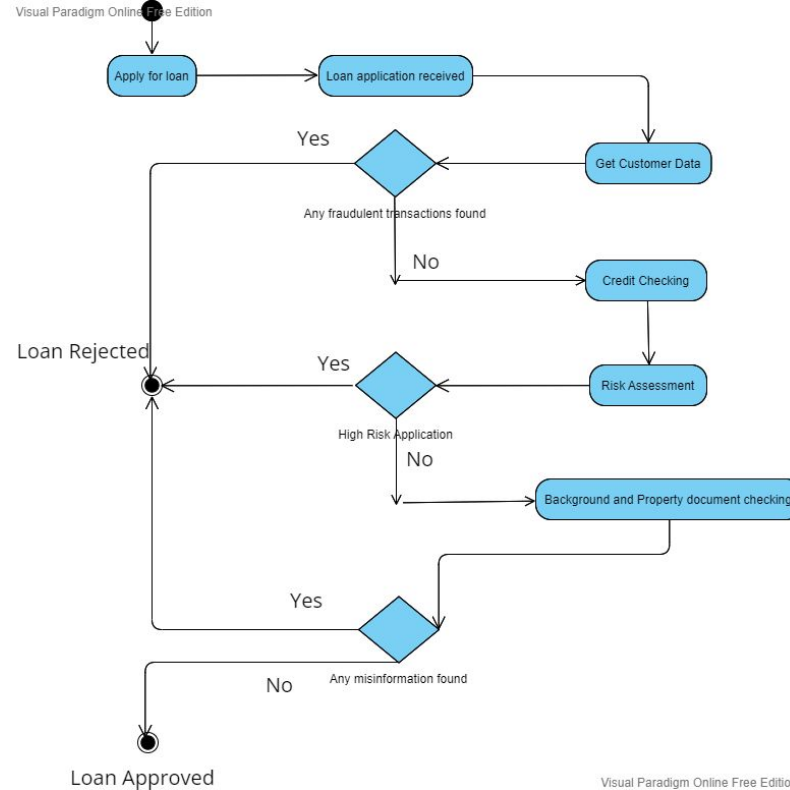 Visual Paradigm Online Free Edition
Apply for loan
Loan application received
Yes
Get Customer Data
Any fraudulent transactions found
No
Credit Checking
Loan Rejected
Yes
Risk Assessment
High Risk Application
No
Background and Property document checking
Yes
Any misinformation found
No
Loan Approved
Visual Paradigm Online Free Editio